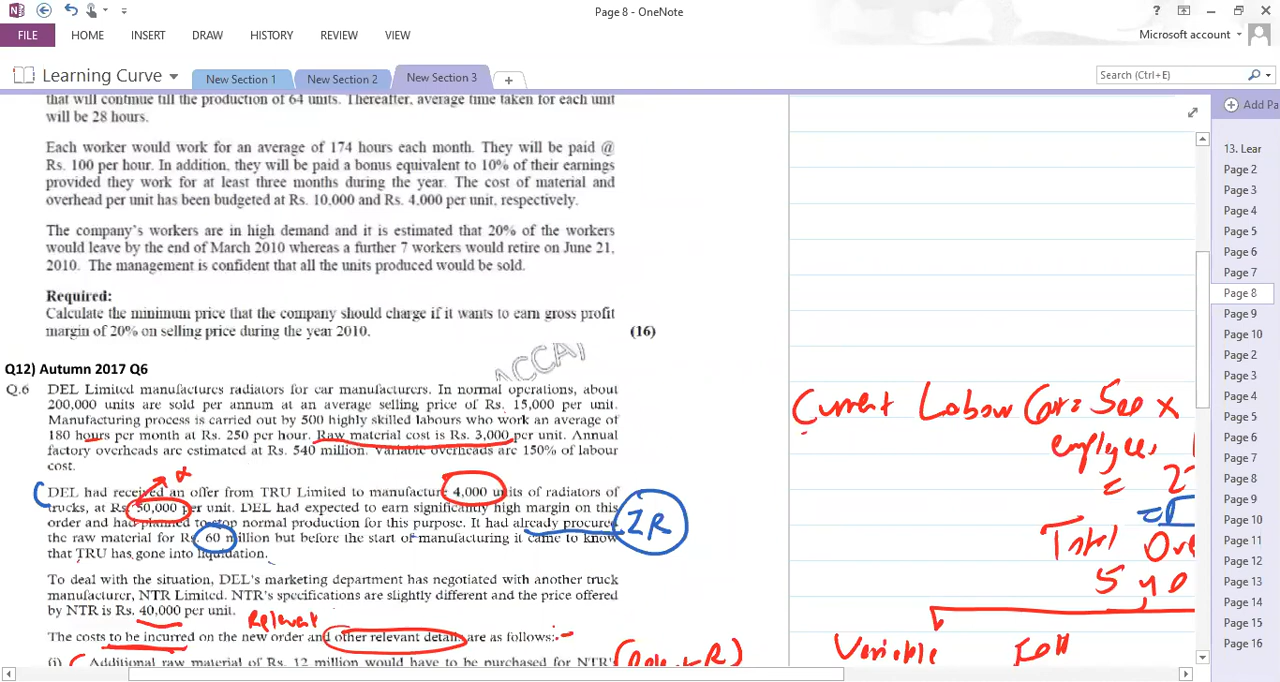 Page 8 - OneNote
FILE HOME INSERT DRAW HISTORY REVIEW VIEW
Microsoft account
Learning Curve New Section 1 New Section 2 New Section 3
Search (Ctrl+E)
Add Pa
13. Lear
Page 2
Page 3
Page 4
Page 5
Page 6
Page 7
Page 8
Page 9
Page 10
Page 2
Page 3
Page 4
Page 5
Page 6
Page 7
Page 8
Page 9
Page 10
Page 11
Page 12
Page 13
Page 14
Page 15
Page 16
that will continue till the production of 64 units. Thereafter, average time taken for each unit
will be 28 hours.
Each worker would work for an average of 174 hours each month. They will be paid @
Rs. 100 per hour. In addition, they will be paid a bonus equivalent to 10% of their earnings
provided they work for at least three months during the year. The cost of material and
overhead per unit has been budgeted at Rs. 10,000 and Rs. 4,000 per unit, respectively.
The company's workers are in high demand and it is estimated that 20% of the workers
would leave by the end of March 2010 whereas a further 7 workers would retire on June 21,
2010. The management is confident that all the units produced would be sold.
Required:
Calculate the minimum price that the company should charge if it wants to earn gross profit
margin of 20% on selling price during the year 2010. (16)
Q12) Autumn 2017 Q6
Q.6 DEL Limited manufactures radiators for car manufacturers. In normal operations, about
200,000 units are sold per annum at an average selling price of Rs. 15,000 per unit.
Manufacturing process is carried out by 500 highly skilled labours who work an average of
180 hours per month at Rs. 250 per hour. Raw material cost is Rs. 3,000 per unit. Annual
factory overheads are estimated at Rs. 540 million. Variable overheads are 150% of labour
cost.
DEL had received an offer from TRU Limited to manufacture 4,000 units of radiators of
trucks, at Rs. 50,000 per unit. DEL had expected to earn significantly high margin on this
order and had planned to stop normal production for this purpose. It had already procured
the raw material for Rs. 60 million but before the start of manufacturing it came to know
that TRU has gone into liquidation.
IR
To deal with the situation, DEL's marketing department has negotiated with another truck
manufacturer, NTR Limited. NTR's specifications are slightly different and the price offered
by NTR is Rs. 40,000 per unit.
Relevant
The costs to be incurred on the new order and other relevant details are as follows:-
(i) Additional raw material of Rs. 12 million would have to be purchased for NTR's
Current Labour Cost = 500 x
employees
Total Ove
Variable FOH